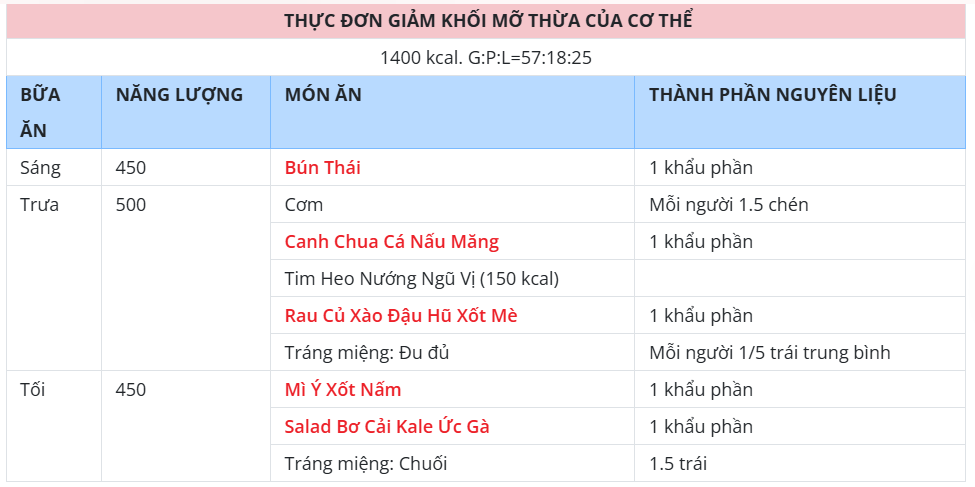 THỰC ĐƠN GIẢM KHỐI MỠ THỪA CỦA CƠ THỂ
1400 kcal. G:P:L=57:18:25
BỮA ĂN NĂNG LƯỢNG MÓN ĂN THÀNH PHẦN NGUYÊN LIỆU
Sáng 450 Bún Thái 1 khẩu phần
Trưa 500 Cơm Mỗi người 1.5 chén
Canh Chua Cá Nấu Măng 1 khẩu phần
Tim Heo Nướng Ngũ Vị (150 kcal)
Rau Củ Xào Đậu Hũ Xốt Mè 1 khẩu phần
Tráng miệng: Đu đủ Mỗi người 1/5 trái trung bình
Tối 450 Mì Ý Xốt Nấm 1 khẩu phần
Salad Bơ Cải Kale Ức Gà 1 khẩu phần
Tráng miệng: Chuối 1.5 trái